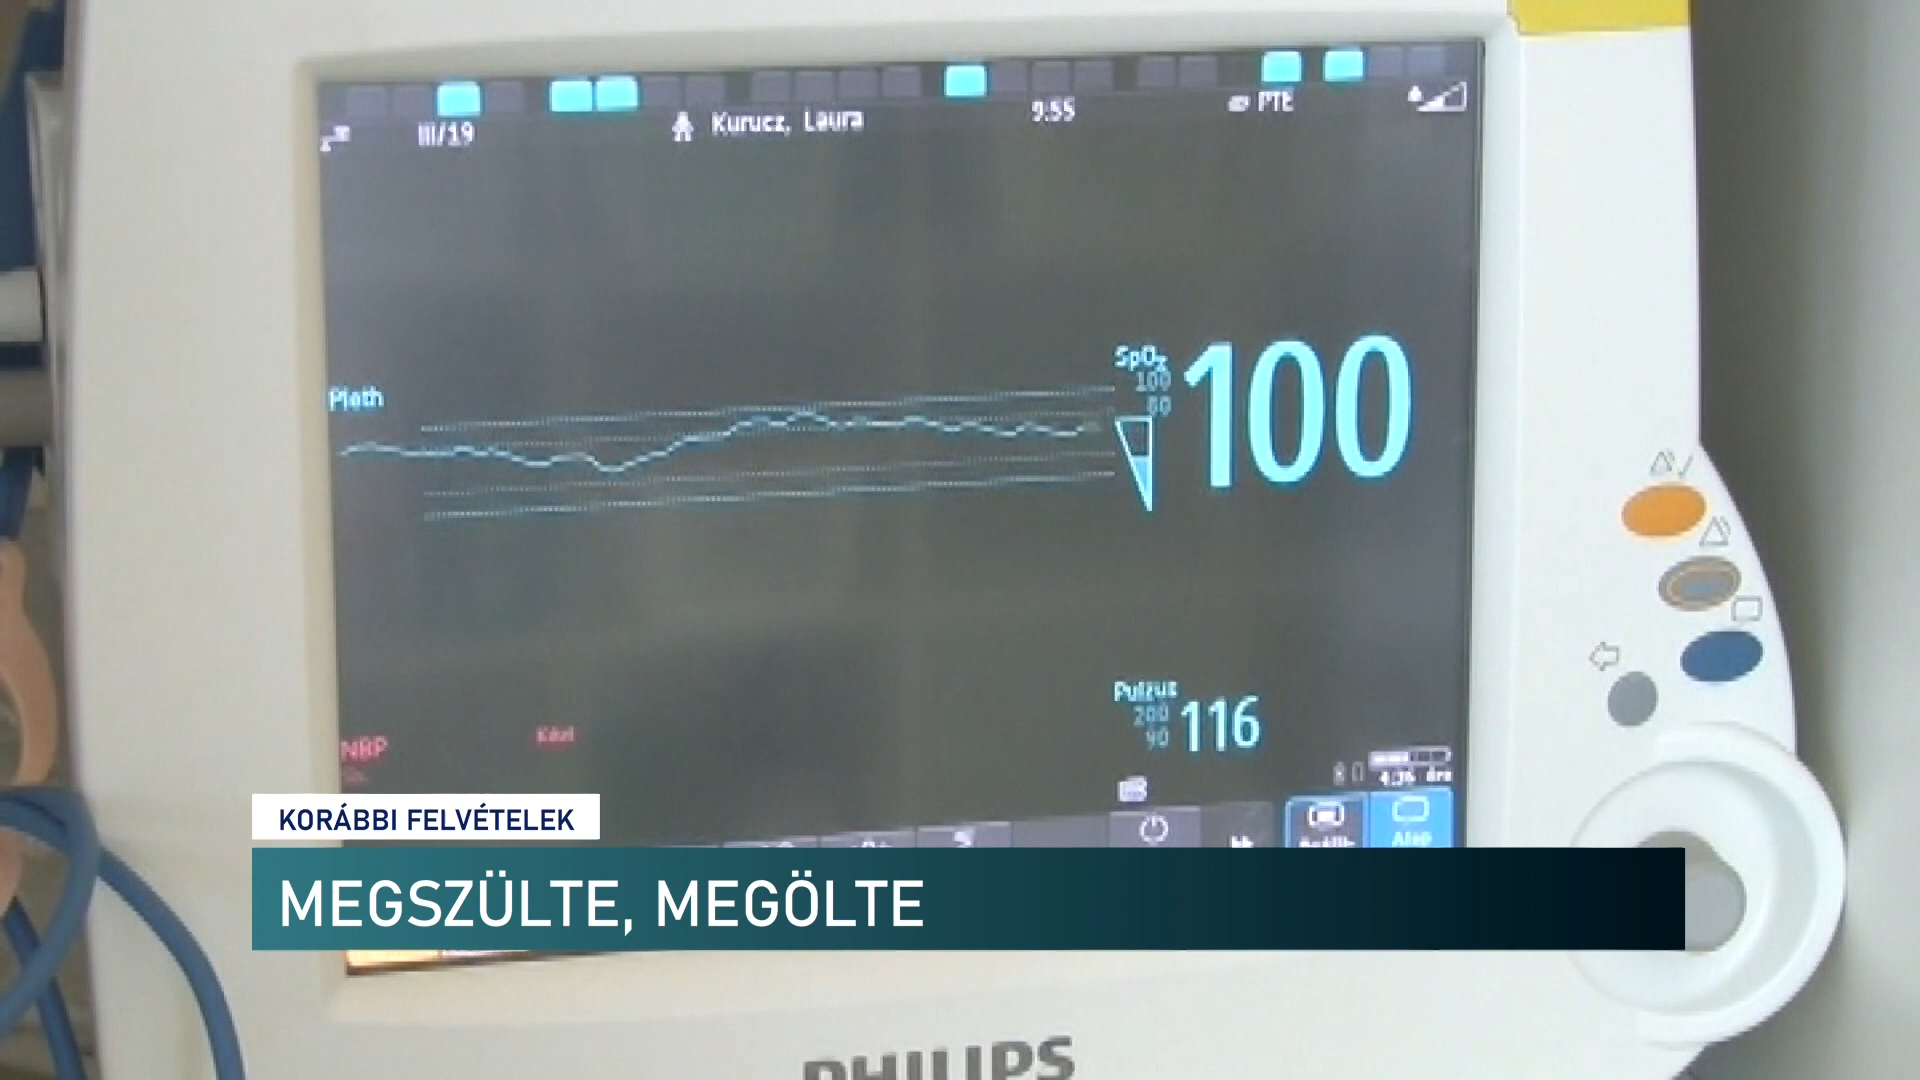 III/19 Kurucz, Laura 9:55 PTE
SpO₂
100
80
100
Pleth
Pulzus
200
90
116
NBP
KORÁBBI FELVÉTELEK
MEGSZÜLTE, MEGÖLTE
PHILIPS